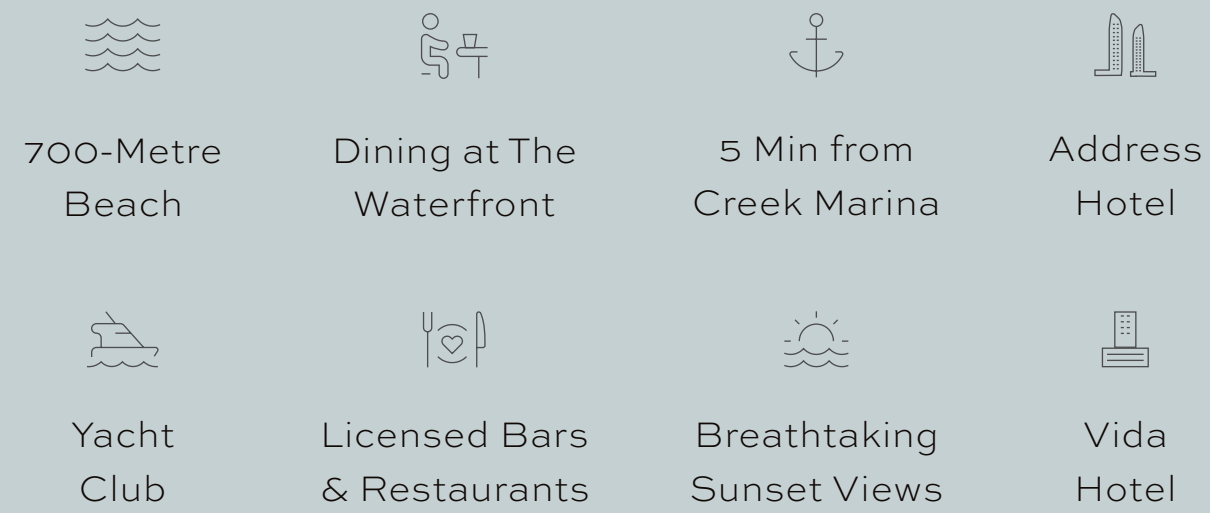 700-Metre
Beach
Dining at The
Waterfront
5 Min from
Creek Marina
Address
Hotel
Yacht
Club
Licensed Bars
& Restaurants
Breathtaking
Sunset Views
Vida
Hotel